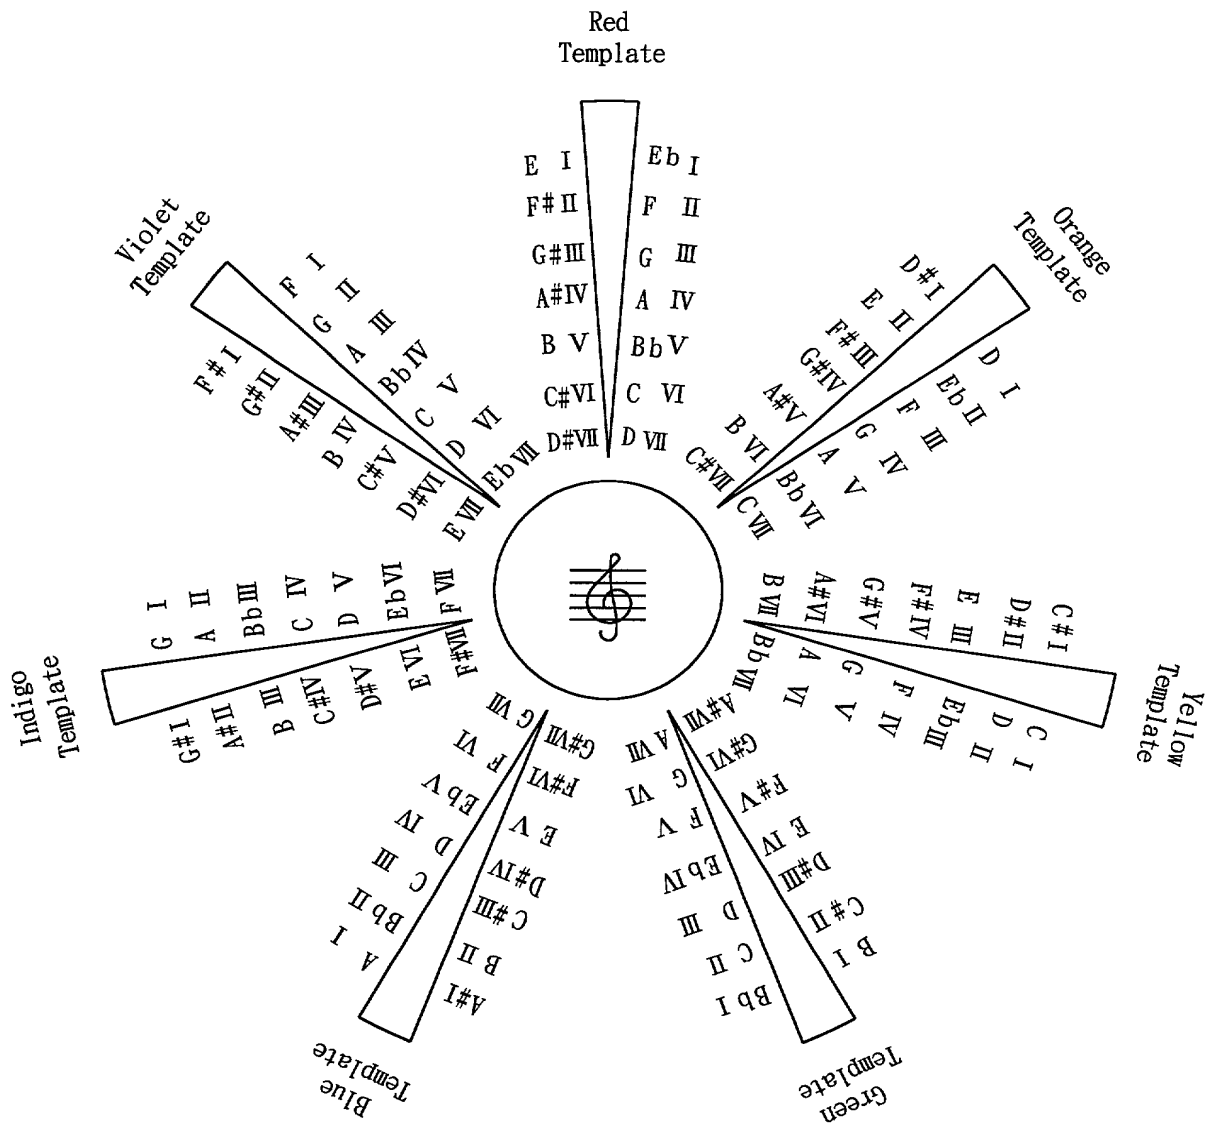 Red
Template
E I
F# II
G# III
A# IV
B V
C# VI
D# VII
Eb I
F II
G III
A IV
Bb V
C VI
D VII
Orange
Template
D# I
E II
F# III
G# IV
A# V
B VI
C# VII
D I
Eb II
F III
G IV
A V
Bb VI
C VII
Yellow
Template
C# I
D# II
E III
F# IV
G# V
A# VI
B VII
C I
D II
Eb III
F IV
G V
A VI
Bb VII
Green
Template
B I
C# II
D# III
E IV
F# V
G# VI
A# VII
Bb I
C II
D III
Eb IV
F V
G VI
A VII
Blue
Template
A# I
B II
C# III
D# IV
E V
F# VI
G# VII
A I
Bb II
C III
D IV
Eb V
F VI
G VII
Indigo
Template
G I
A II
Bb III
C IV
D V
Eb VI
F VII
G# I
A# II
B III
C# IV
D# V
E VI
F# VII
Violet
Template
F I
G II
A III
Bb IV
C V
D VI
Eb VII
F# I
G# II
A# III
B IV
C# V
D# VI
E VII